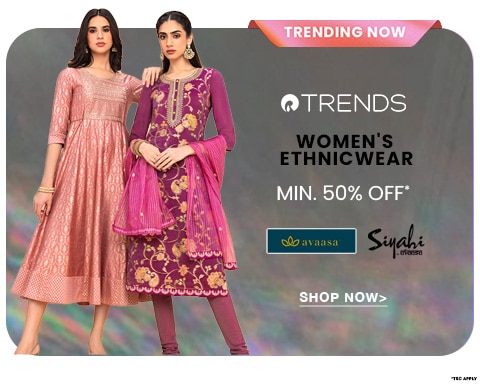 TRENDING NOW
TRENDS
WOMEN'S
ETHNICWEAR
MIN. 50% OFF*
avaasa
Siyahi
SHOP NOW>
*T&C APPLY